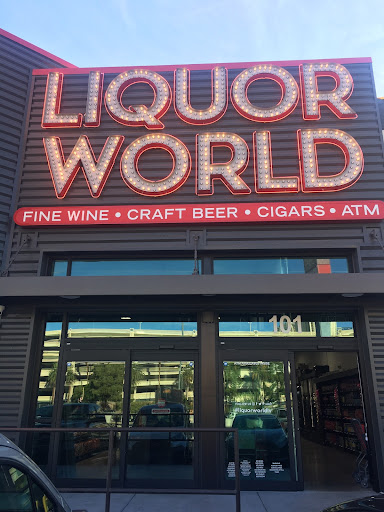 LIQUOR
WORLD
FINE WINE • CRAFT BEER • CIGARS • ATM
101